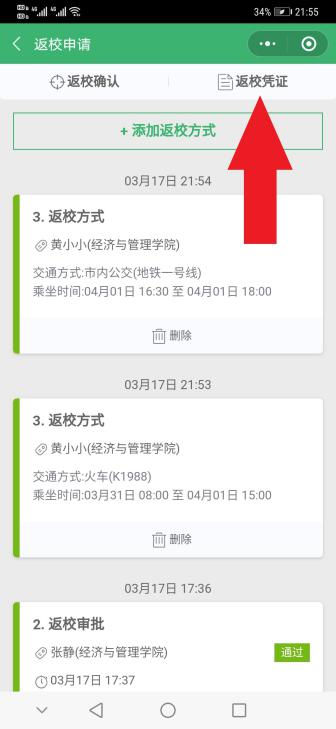 34% 21:55
返校申请
返校确认 返校凭证
+ 添加返校方式
03月17日 21:54
3. 返校方式
黄小小(经济与管理学院)
交通方式:市内公交(地铁一号线)
乘坐时间:04月01日 16:30 至 04月01日 18:00
删除
03月17日 21:53
3. 返校方式
黄小小(经济与管理学院)
交通方式:火车(K1988)
乘坐时间:03月31日 08:00 至 04月01日 15:00
删除
03月17日 17:36
2. 返校审批
张静(经济与管理学院) 通过
03月17日 17:37